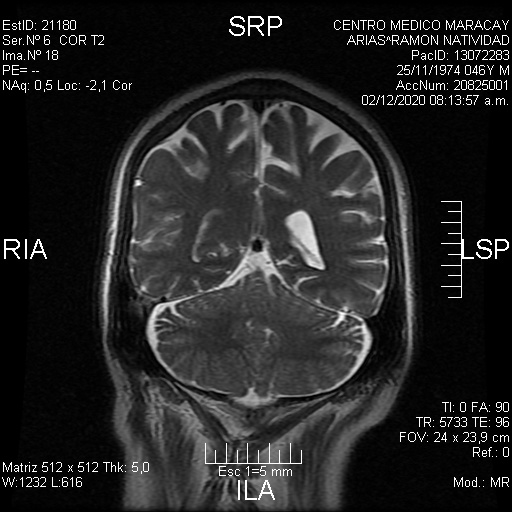 EstID: 21180
Ser.Nº 6 COR T2
Ima.Nº 18
PE= --
NAq: 0,5 Loc: -2,1 Cor
SRP
CENTRO MEDICO MARACAY
ARIAS^RAMON NATIVIDAD
PacID: 13072283
25/11/1974 046Y M
AccNum: 20825001
02/12/2020 08:13:57 a.m.
RIA
LSP
TI: 0 FA: 90
TR: 5733 TE: 96
FOV: 24 x 23,9 cm
Ref.: 0
Matriz 512 x 512 Thk: 5,0
W:1232 L:616
Esc 1=5 mm
ILA
Mod.: MR